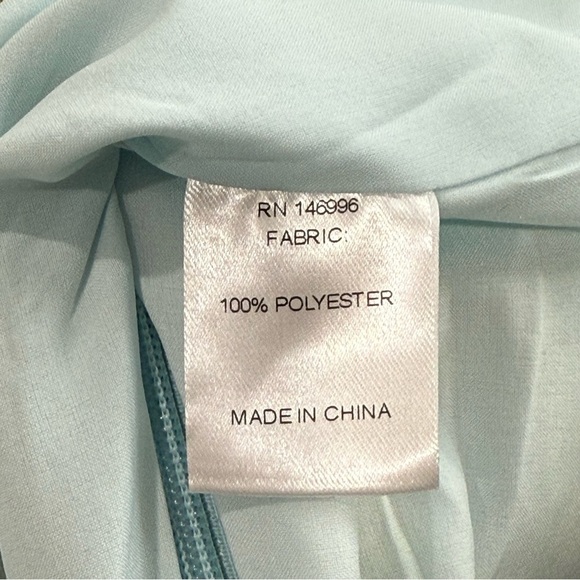 RN 146996
FABRIC:
100% POLYESTER
MADE IN CHINA